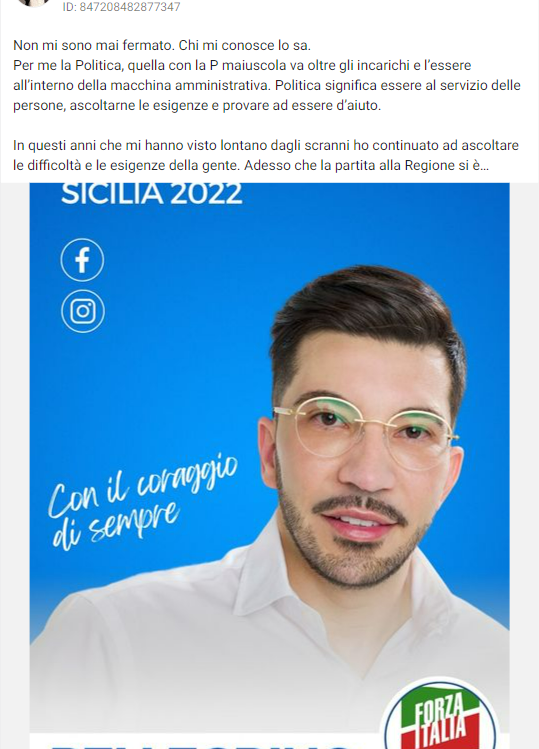 ID: 847208482877347
Non mi sono mai fermato. Chi mi conosce lo sa.
Per me la Politica, quella con la P maiuscola va oltre gli incarichi e l'essere
all'interno della macchina amministrativa. Politica significa essere al servizio delle
persone, ascoltarne le esigenze e provare ad essere d'aiuto.
In questi anni che mi hanno visto lontano dagli scranni ho continuato ad ascoltare
le difficoltà e le esigenze della gente. Adesso che la partita alla Regione si è...
SICILIA 2022
Con il coraggio
di sempre
FORZA
ITALIA